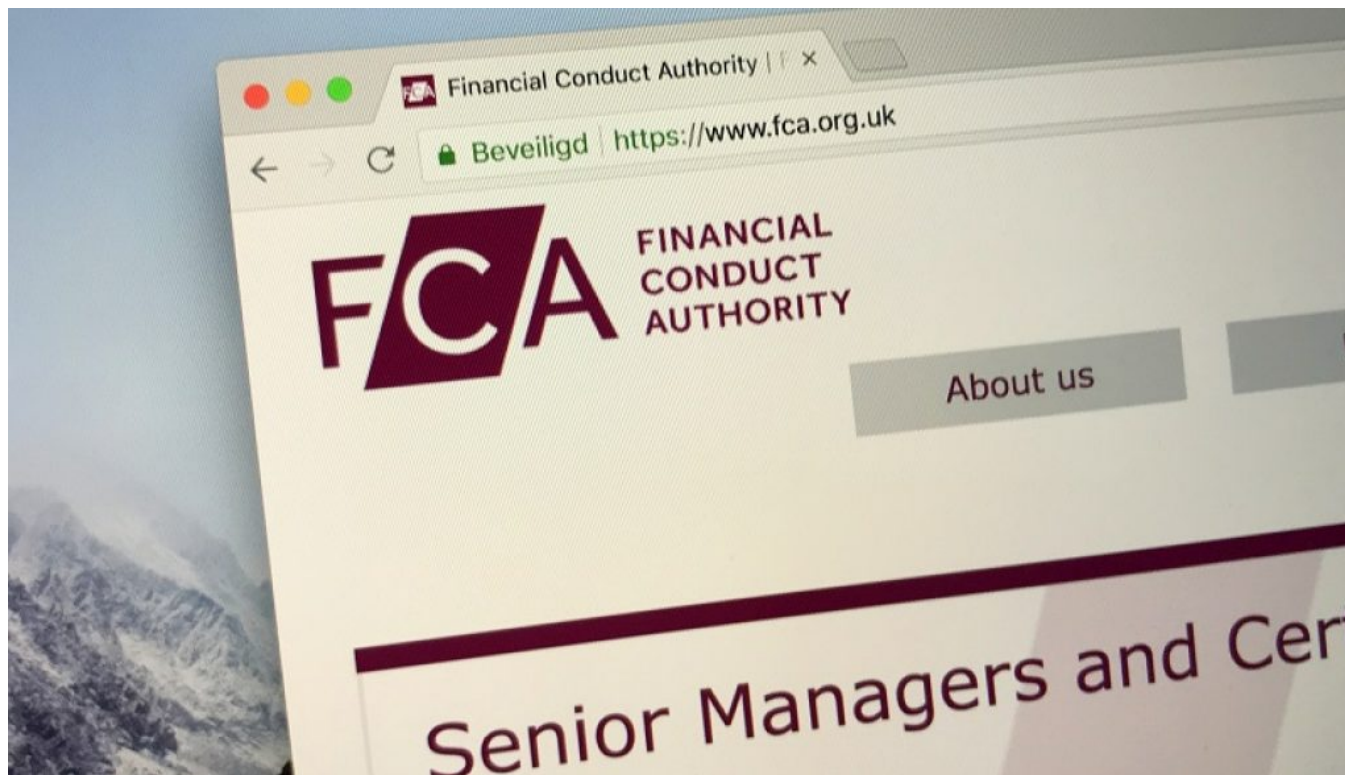 Financial Conduct Authority |
Beveiligd https://www.fca.org.uk
FCA
FINANCIAL
CONDUCT
AUTHORITY
About us
Senior Managers and Cer